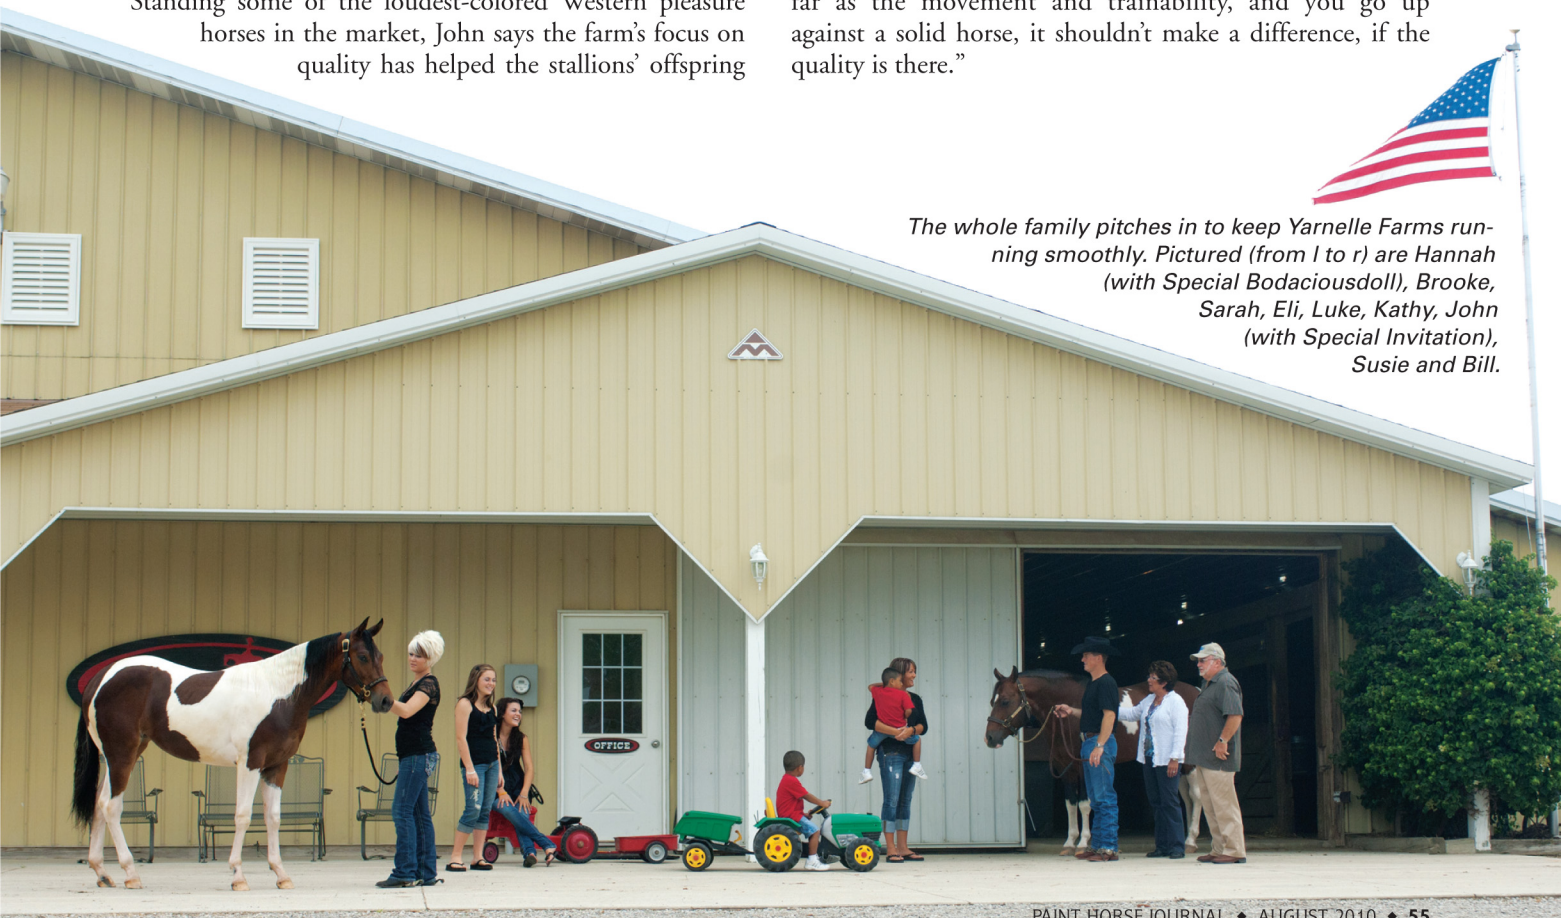 Standing some of the loudest-colored Western pleasure
horses in the market, John says the farm’s focus on
quality has helped the stallions’ offspring
far as the movement and trainability, and you go up
against a solid horse, it shouldn’t make a difference, if the
quality is there.”
The whole family pitches in to keep Yarnelle Farms run-
ning smoothly. Pictured (from l to r) are Hannah
(with Special Bodaciousdoll), Brooke,
Sarah, Eli, Luke, Kathy, John
(with Special Invitation),
Susie and Bill.
OFFICE
PAINT HORSE JOURNAL ◆ AUGUST 2010 ◆ 55